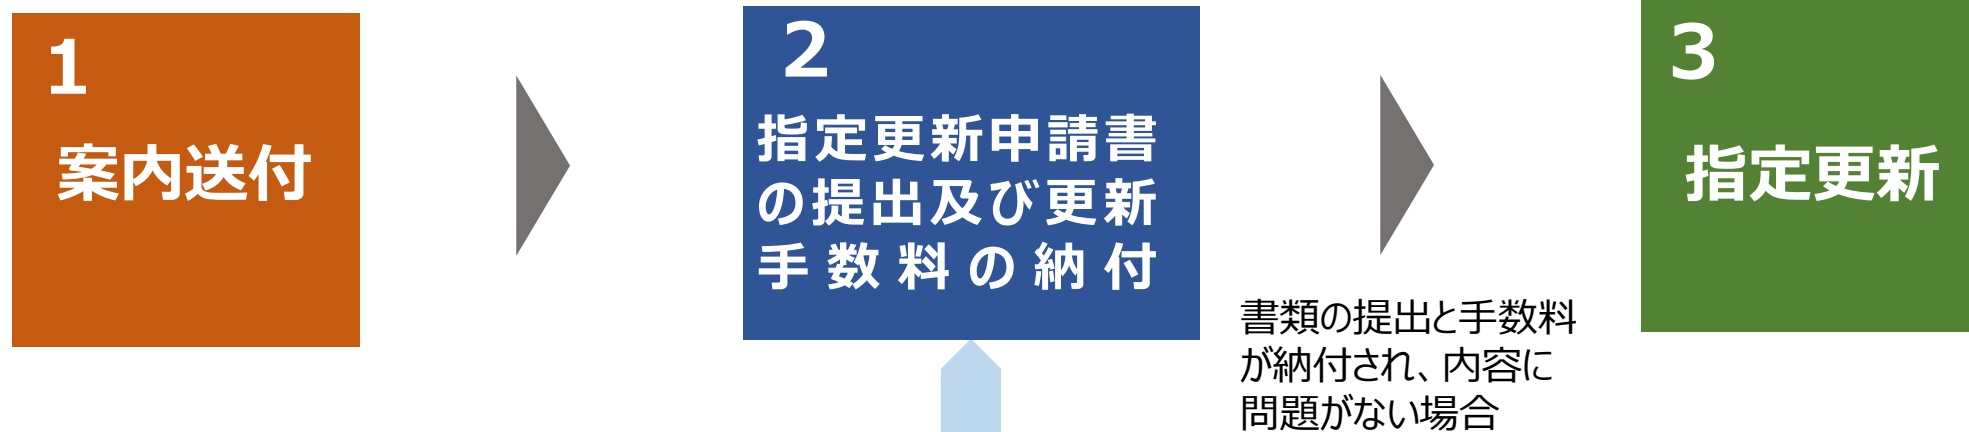 1
案内送付
2
指定更新申請書
の提出及び更新
手数料の納付
書類の提出と手数料
が納付され、内容に
問題がない場合
3
指定更新